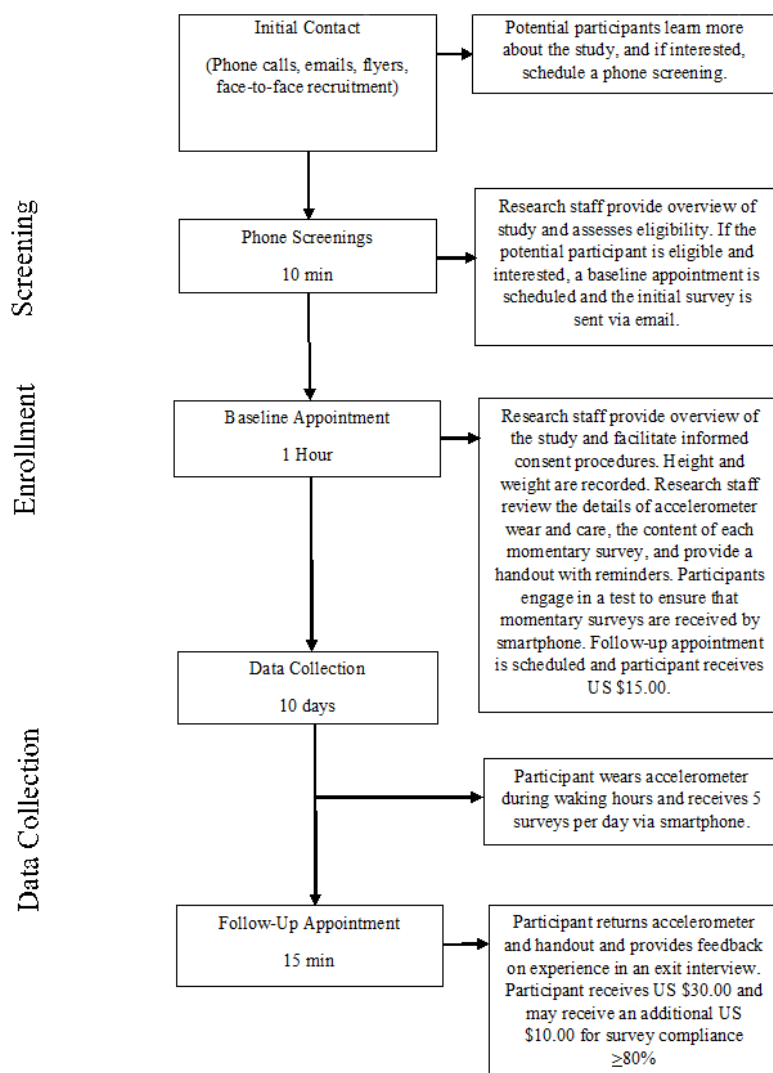 Initial Contact
(Phone calls, emails, flyers,
face-to-face recruitment)
Potential participants learn more
about the study, and if interested,
schedule a phone screening.
Screening
Phone Screenings
10 min
Research staff provide overview of
study and assesses eligibility. If the
potential participant is eligible and
interested, a baseline appointment is
scheduled and the initial survey is
sent via email.
Enrollment
Baseline Appointment
1 Hour
Research staff provide overview of
the study and facilitate informed
consent procedures. Height and
weight are recorded. Research staff
review the details of accelerometer
wear and care, the content of each
momentary survey, and provide a
handout with reminders. Participants
engage in a test to ensure that
momentary surveys are received by
smartphone. Follow-up appointment
is scheduled and participant receives
US $15.00.
Data Collection
Data Collection
10 days
Participant wears accelerometer
during waking hours and receives 5
surveys per day via smartphone.
Follow-Up Appointment
15 min
Participant returns accelerometer
and handout and provides feedback
on experience in an exit interview.
Participant receives US $30.00 and
may receive an additional US
$10.00 for survey compliance
≥80%